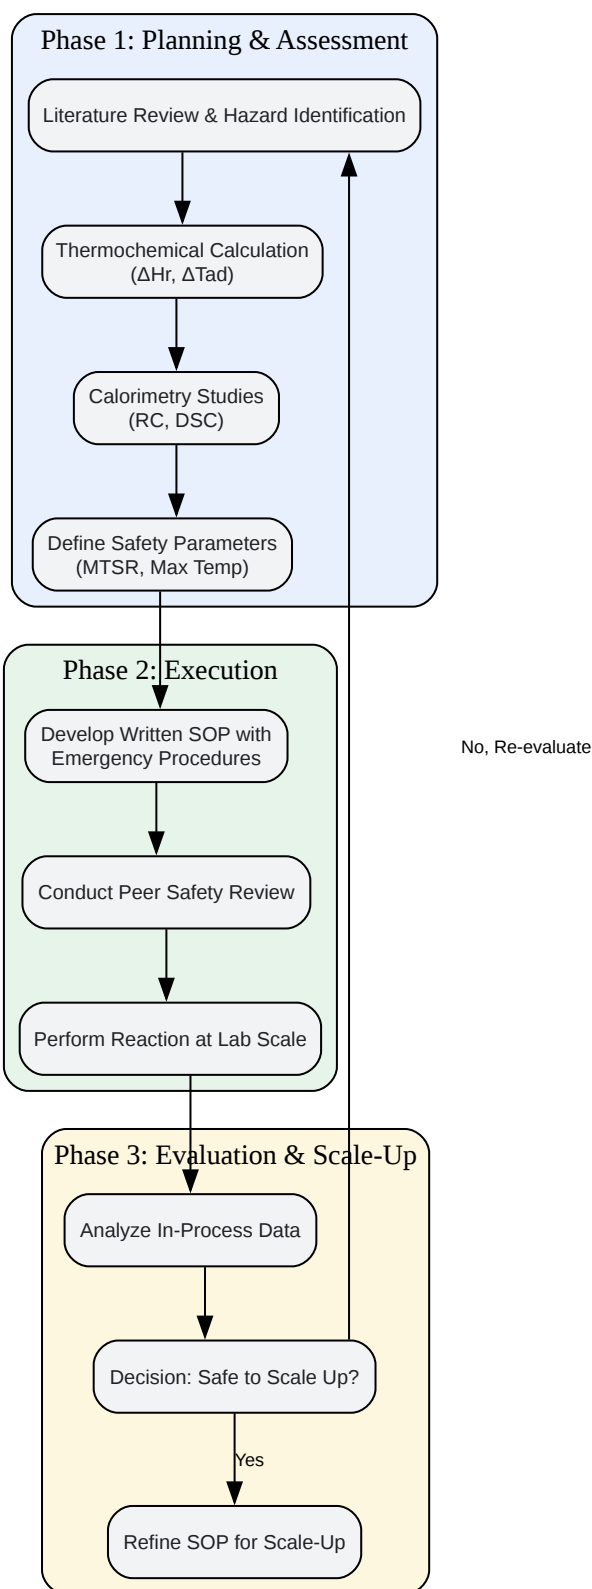 Phase 1: Planning & Assessment
Literature Review & Hazard Identification
Thermochemical Calculation
(ΔHr, ΔTad)
Calorimetry Studies
(RC, DSC)
Define Safety Parameters
(MTSR, Max Temp)
Phase 2: Execution
Develop Written SOP with
Emergency Procedures
No, Re-evaluate
Conduct Peer Safety Review
Perform Reaction at Lab Scale
Phase 3: Evaluation & Scale-Up
Analyze In-Process Data
Decision: Safe to Scale Up?
Yes
Refine SOP for Scale-Up